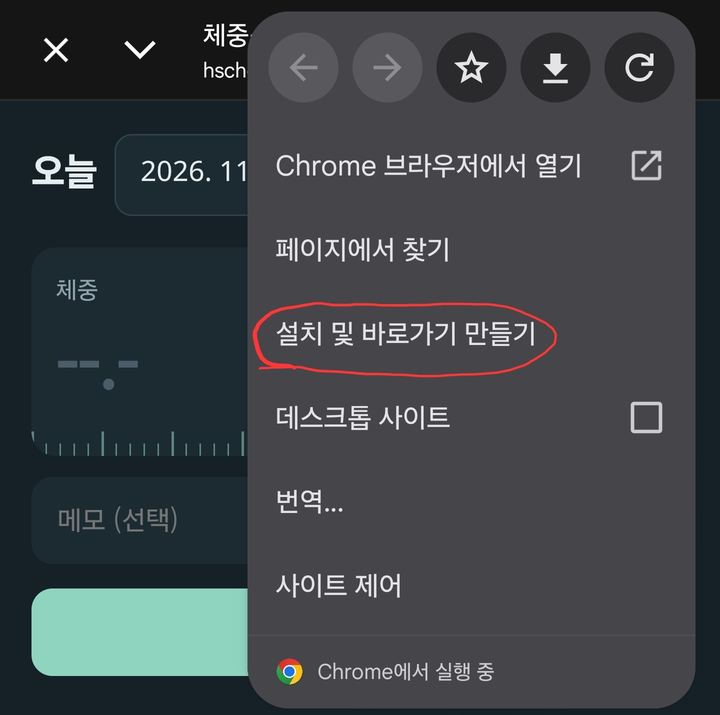 체중
hsch
오늘
2026. 11
체중
--.-
메모 (선택)
Chrome 브라우저에서 열기
페이지에서 찾기
설치 및 바로가기 만들기
데스크톱 사이트
번역...
사이트 제어
Chrome에서 실행 중